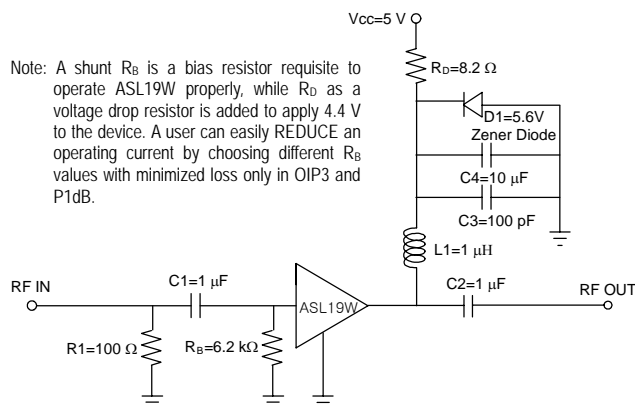 Vcc=5 V
RD=8.2 Ω
Note: A shunt RB is a bias resistor requisite to
operate ASL19W properly, while RD as a
voltage drop resistor is added to apply 4.4 V
to the device. A user can easily REDUCE an
operating current by choosing different RB
values with minimized loss only in OIP3 and
P1dB.
D1=5.6V
Zener Diode
C4=10 μF
C3=100 pF
L1=1 μH
RF IN
C1=1 μF
ASL19W
C2=1 μF
RF OUT
R1=100 Ω
RB=6.2 kΩ